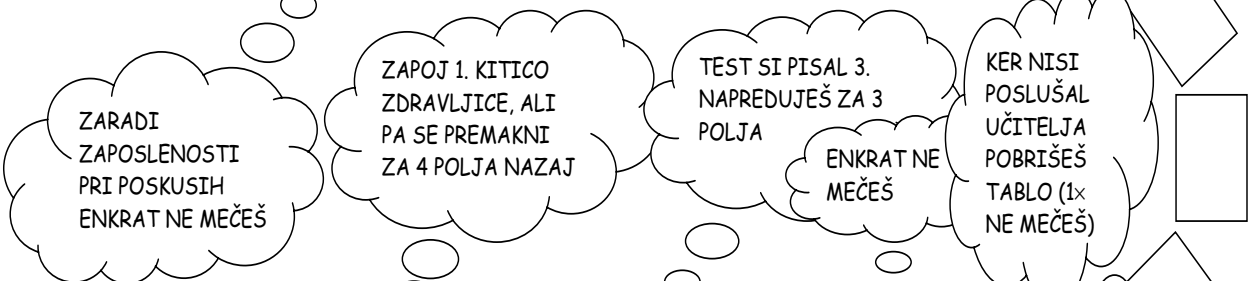 ZARADI
ZAPOSLENOSTI
PRI POSKUSIH
ENKRAT NE MEČEŠ
ZAPOJ 1. KITICO
ZDRAVLJICE, ALI
PA SE PREMAKNI
ZA 4 POLJA NAZAJ
TEST SI PISAL 3.
NAPREDUJEŠ ZA 3
POLJA
ENKRAT NE
MEČEŠ
KER NISI
POSLUŠAL
UČITELJA
POBRIŠEŠ
TABLO (1×
NE MEČEŠ)